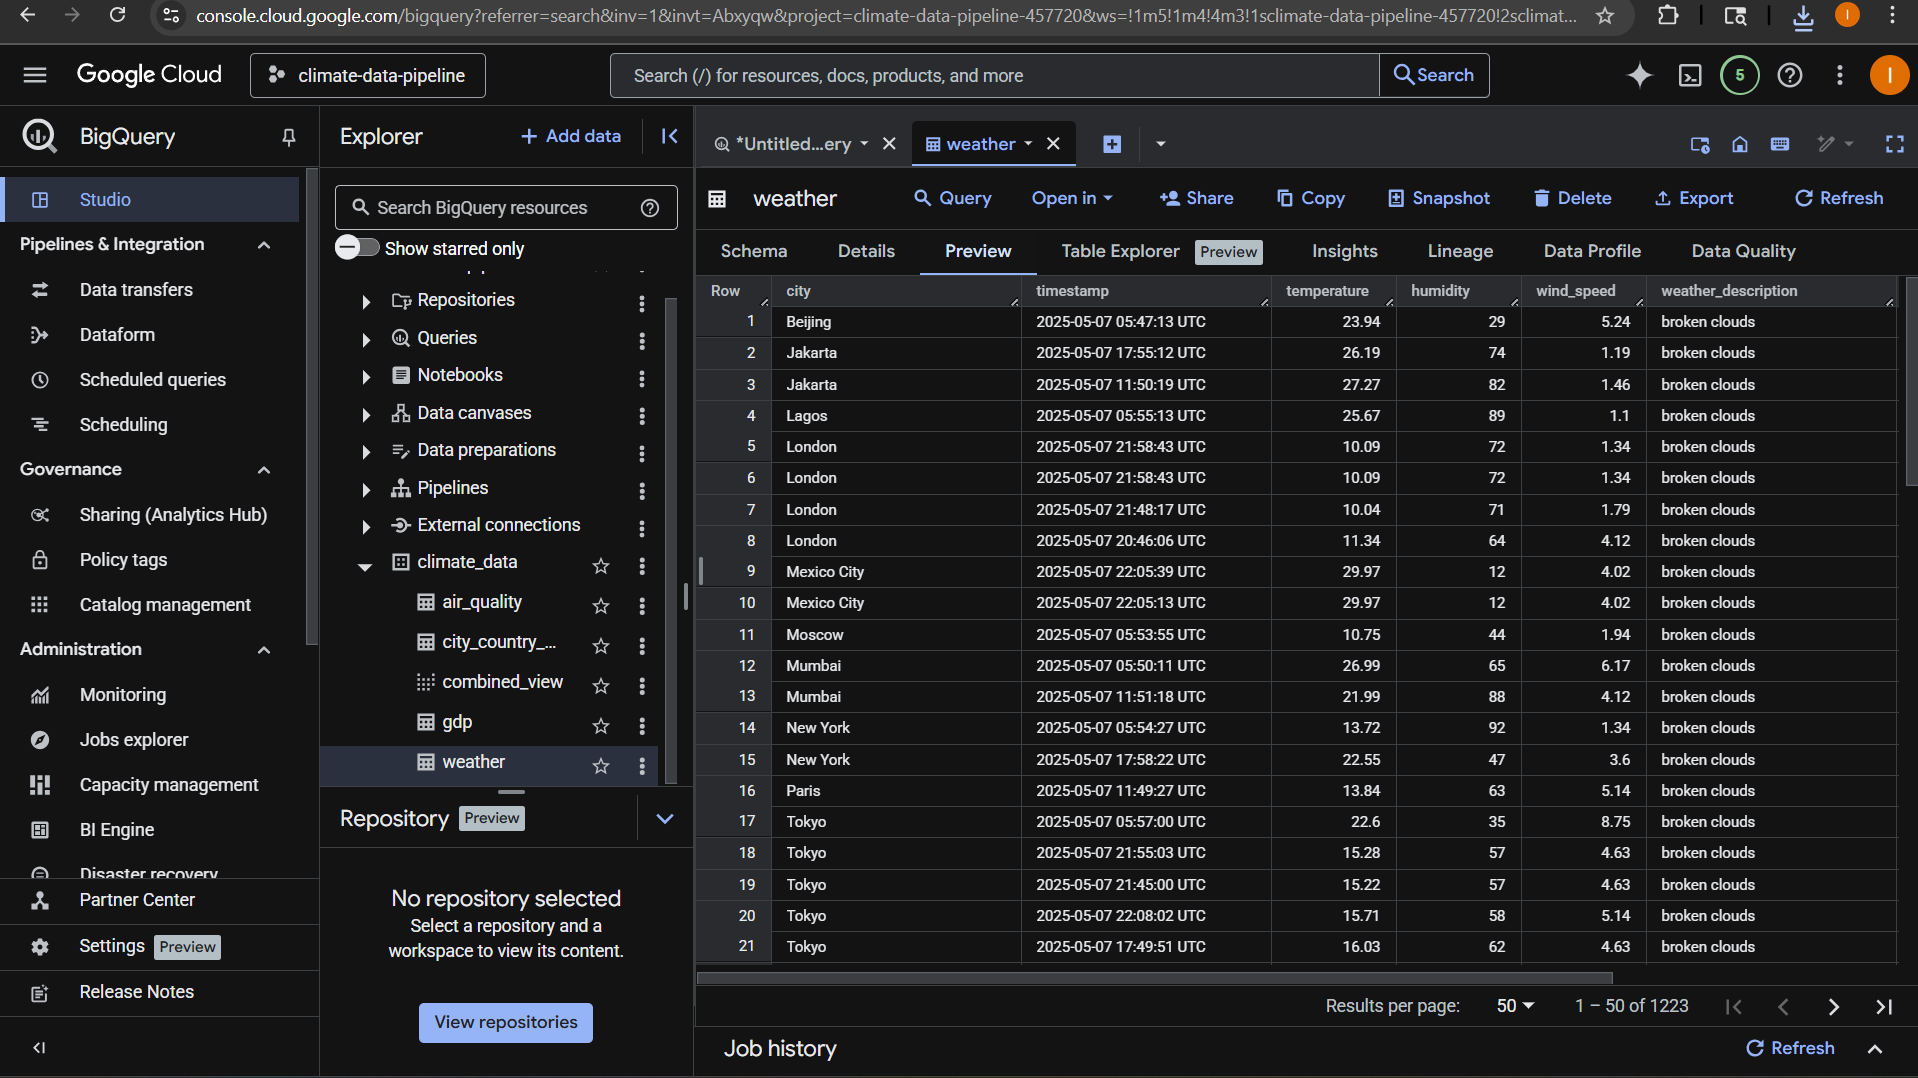 console.cloud.google.com/bigquery?referrer=search&inv=1&invt=Abxyqw&project=climate-data-pipeline-457720&ws=!1m5!1m4!4m3!1sclimate-data-pipeline-457720!2sclimat...
I
Google Cloud
climate-data-pipeline
Search (/) for resources, docs, products, and more
Search
5
I
BigQuery
Studio
Pipelines & Integration
Data transfers
Dataform
Scheduled queries
Scheduling
Governance
Sharing (Analytics Hub)
Policy tags
Catalog management
Administration
Monitoring
Jobs explorer
Capacity management
BI Engine
Disaster recovery
Partner Center
Settings Preview
Release Notes
Explorer
+ Add data
Search BigQuery resources
Show starred only
Repositories
Queries
Notebooks
Data canvases
Data preparations
Pipelines
External connections
climate_data
air_quality
city_country_...
combined_view
gdp
weather
Repository Preview
No repository selected
Select a repository and a
workspace to view its content.
View repositories
*Untitled...ery
weather
weather
Query
Open in
Share
Copy
Snapshot
Delete
Export
Refresh
Schema Details Preview Table Explorer Preview Insights Lineage Data Profile Data Quality
Row city timestamp temperature humidity wind_speed weather_description
1 Beijing 2025-05-07 05:47:13 UTC 23.94 29 5.24 broken clouds
2 Jakarta 2025-05-07 17:55:12 UTC 26.19 74 1.19 broken clouds
3 Jakarta 2025-05-07 11:50:19 UTC 27.27 82 1.46 broken clouds
4 Lagos 2025-05-07 05:55:13 UTC 25.67 89 1.1 broken clouds
5 London 2025-05-07 21:58:43 UTC 10.09 72 1.34 broken clouds
6 London 2025-05-07 21:58:43 UTC 10.09 72 1.34 broken clouds
7 London 2025-05-07 21:48:17 UTC 10.04 71 1.79 broken clouds
8 London 2025-05-07 20:46:06 UTC 11.34 64 4.12 broken clouds
9 Mexico City 2025-05-07 22:05:39 UTC 29.97 12 4.02 broken clouds
10 Mexico City 2025-05-07 22:05:13 UTC 29.97 12 4.02 broken clouds
11 Moscow 2025-05-07 05:53:55 UTC 10.75 44 1.94 broken clouds
12 Mumbai 2025-05-07 05:50:11 UTC 26.99 65 6.17 broken clouds
13 Mumbai 2025-05-07 11:51:18 UTC 21.99 88 4.12 broken clouds
14 New York 2025-05-07 05:54:27 UTC 13.72 92 1.34 broken clouds
15 New York 2025-05-07 17:58:22 UTC 22.55 47 3.6 broken clouds
16 Paris 2025-05-07 11:49:27 UTC 13.84 63 5.14 broken clouds
17 Tokyo 2025-05-07 05:57:00 UTC 22.6 35 8.75 broken clouds
18 Tokyo 2025-05-07 21:55:03 UTC 15.28 57 4.63 broken clouds
19 Tokyo 2025-05-07 21:45:00 UTC 15.22 57 4.63 broken clouds
20 Tokyo 2025-05-07 22:08:02 UTC 15.71 58 5.14 broken clouds
21 Tokyo 2025-05-07 17:49:51 UTC 16.03 62 4.63 broken clouds
Results per page: 50 1 – 50 of 1223
Job history
Refresh